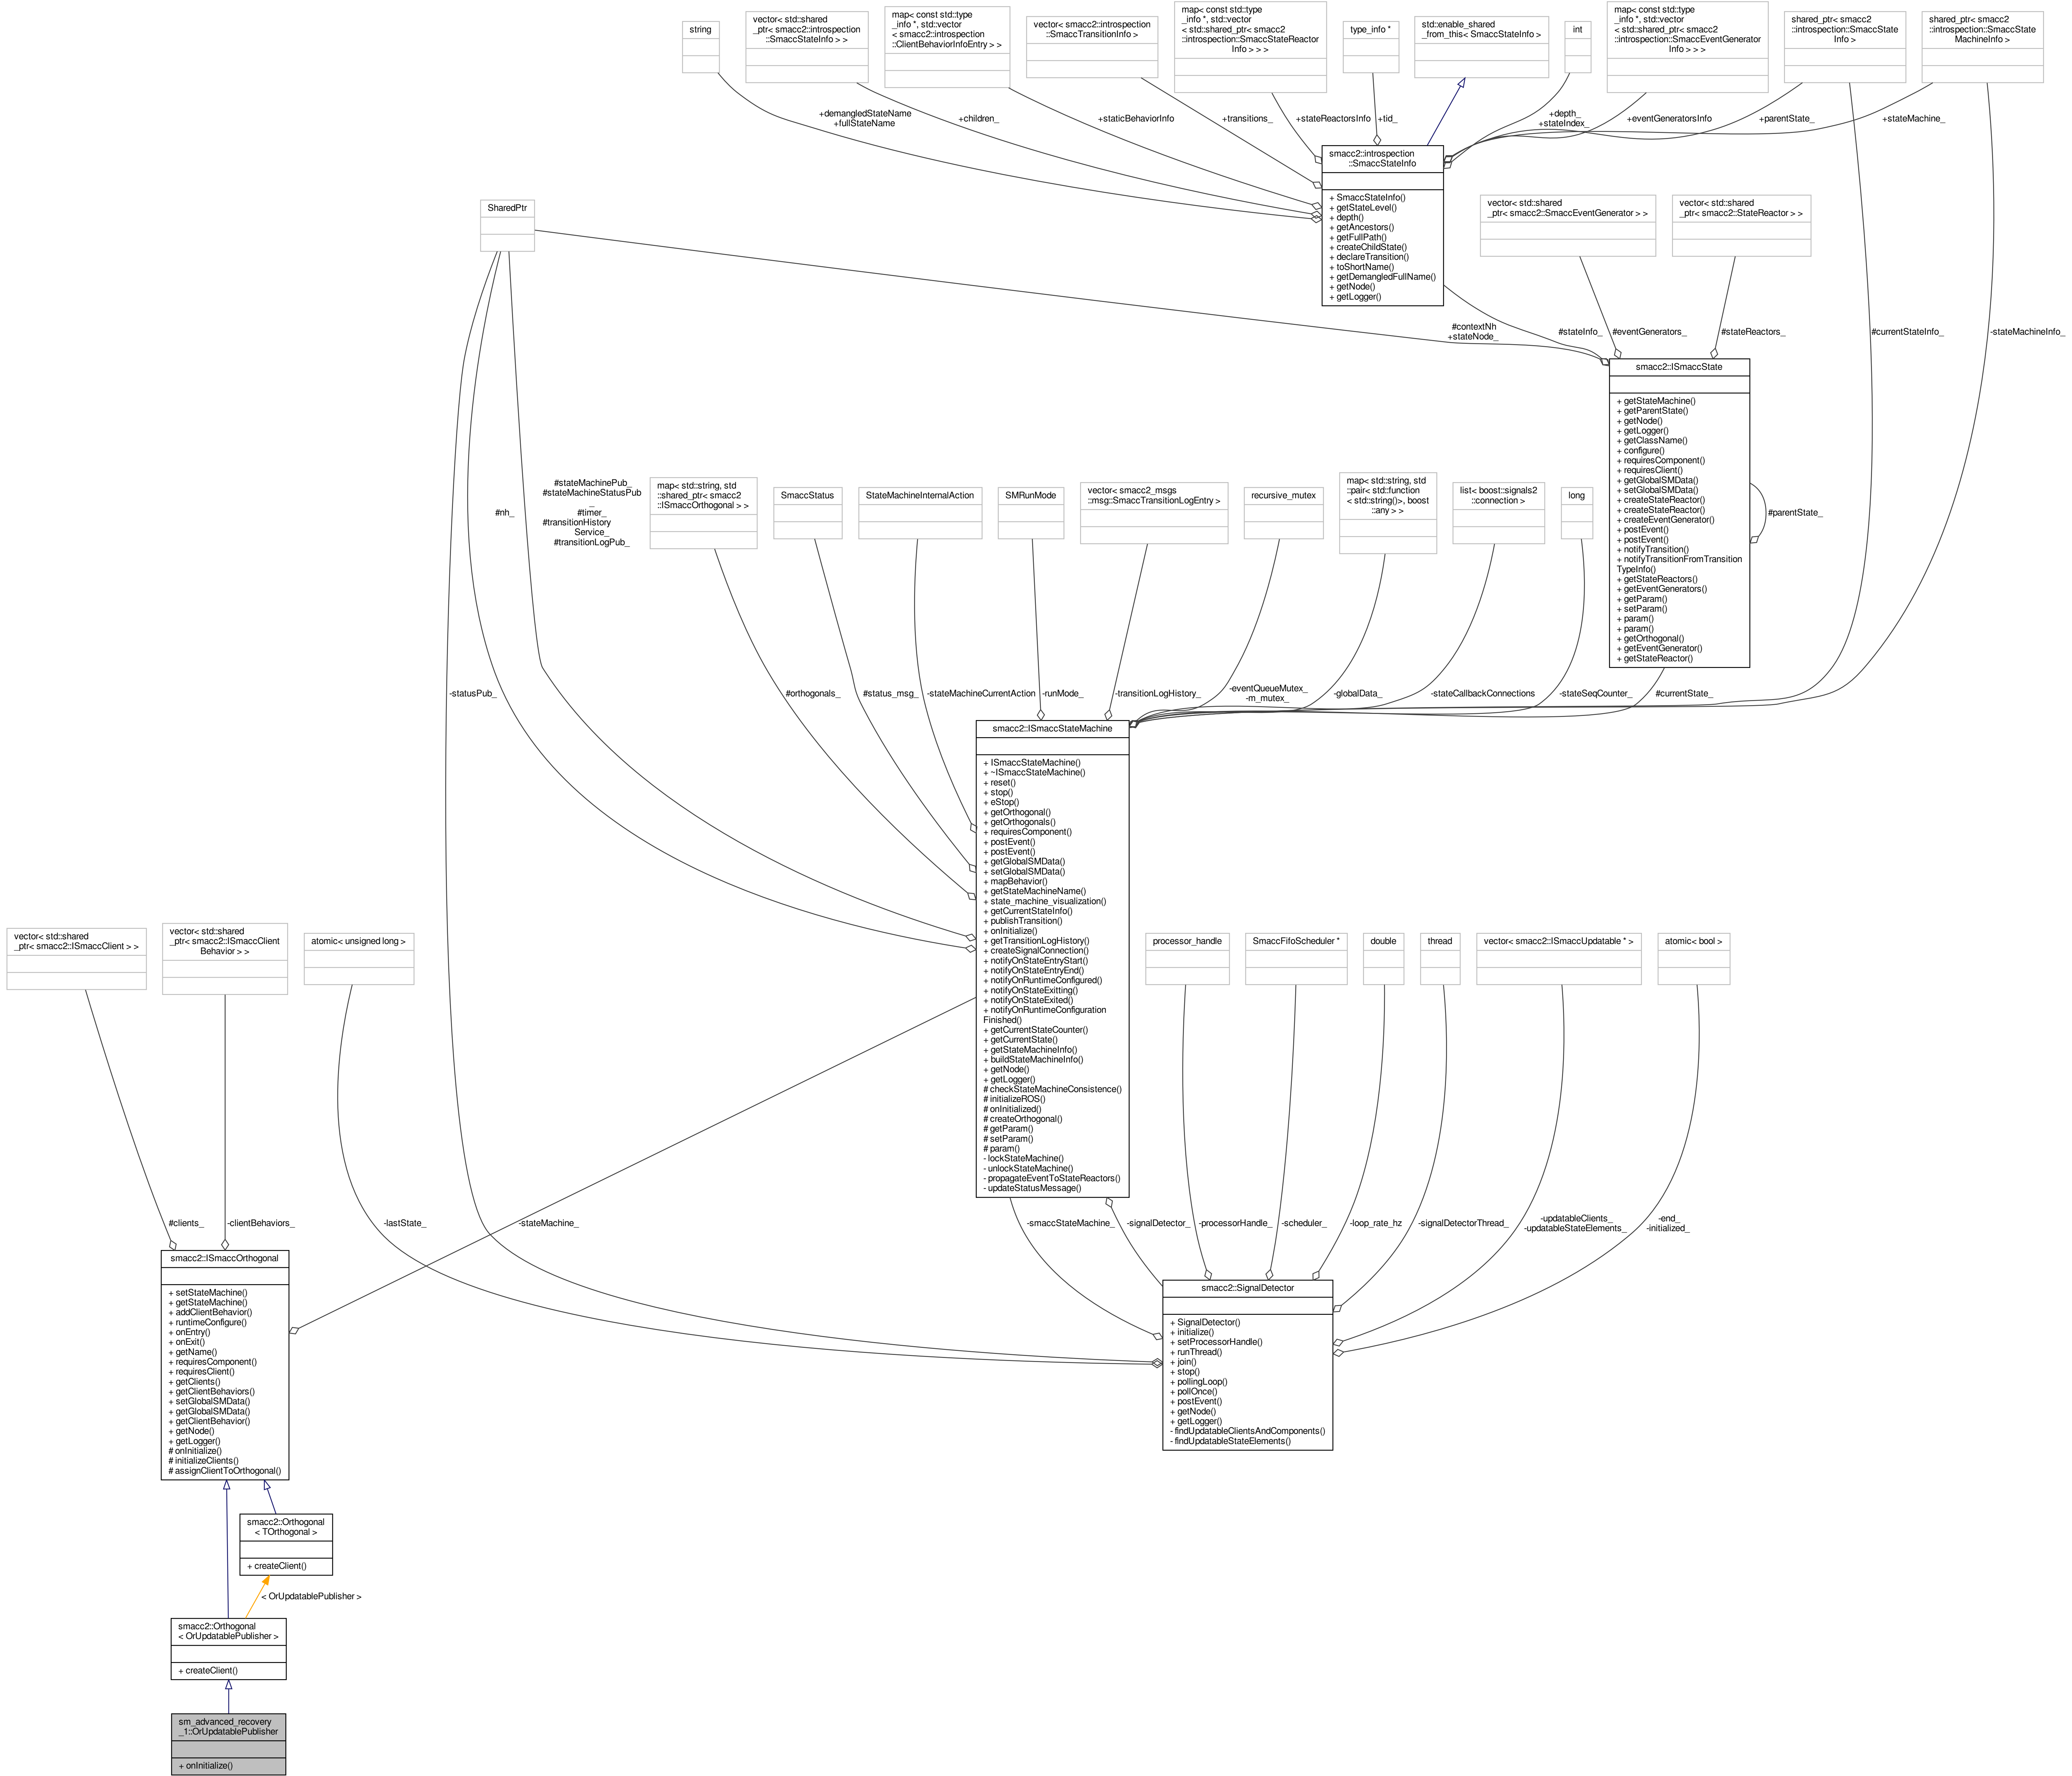 string
vector< std::shared
_ptr< smacc2::introspection
::SmaccStateInfo > >
map< const std::type
_info *, std::vector
< smacc2::introspection
::ClientBehaviorInfoEntry > >
vector< smacc2::introspection
::SmaccTransitionInfo >
map< const std::type
_info *, std::vector
< std::shared_ptr< smacc2
::introspection::SmaccStateReactor
Info > > >
type_info *
std::enable_shared
_from_this< SmaccStateInfo >
int
map< const std::type
_info *, std::vector
< std::shared_ptr< smacc2
::introspection::SmaccEventGenerator
Info > > >
shared_ptr< smacc2
::introspection::SmaccState
Info >
shared_ptr< smacc2
::introspection::SmaccState
MachineInfo >
+demangledStateName
+fullStateName
+children_
+staticBehaviorInfo
+transitions_
+stateReactorsInfo
+tid_
+depth_
+stateIndex_
+eventGeneratorsInfo
+parentState_
+stateMachine_
smacc2::introspection
::SmaccStateInfo
+ SmaccStateInfo()
+ getStateLevel()
+ depth()
+ getAncestors()
+ getFullPath()
+ createChildState()
+ declareTransition()
+ toShortName()
+ getDemangledFullName()
+ getNode()
+ getLogger()
SharedPtr
vector< std::shared
_ptr< smacc2::SmaccEventGenerator > >
vector< std::shared
_ptr< smacc2::StateReactor > >
#contextNh
+stateNode_
#stateInfo_
#eventGenerators_
#stateReactors_
#currentStateInfo_
-stateMachineInfo_
smacc2::ISmaccState
+ getStateMachine()
+ getParentState()
+ getNode()
+ getLogger()
+ getClassName()
+ configure()
+ requiresComponent()
+ requiresClient()
+ getGlobalSMData()
+ setGlobalSMData()
+ createStateReactor()
+ createStateReactor()
+ createEventGenerator()
+ postEvent()
+ postEvent()
+ notifyTransition()
+ notifyTransitionFromTransition
TypeInfo()
+ getStateReactors()
+ getEventGenerators()
+ getParam()
+ setParam()
+ param()
+ param()
+ getOrthogonal()
+ getEventGenerator()
+ getStateReactor()
#parentState_
#nh_
#stateMachinePub_
#stateMachineStatusPub
_
#timer_
#transitionHistory
Service_
#transitionLogPub_
map< std::string, std
::shared_ptr< smacc2
::ISmaccOrthogonal > >
SmaccStatus
StateMachineInternalAction
SMRunMode
vector< smacc2_msgs
::msg::SmaccTransitionLogEntry >
recursive_mutex
map< std::string, std
::pair< std::function
< std::string()>, boost
::any > >
list< boost::signals2
::connection >
long
-statusPub_
#orthogonals_
#status_msg_
-stateMachineCurrentAction
-runMode_
-transitionLogHistory_
-eventQueueMutex_
-m_mutex_
-globalData_
-stateCallbackConnections
-stateSeqCounter_
#currentState_
smacc2::ISmaccStateMachine
+ ISmaccStateMachine()
+ ~ISmaccStateMachine()
+ reset()
+ stop()
+ eStop()
+ getOrthogonal()
+ getOrthogonals()
+ requiresComponent()
+ postEvent()
+ postEvent()
+ getGlobalSMData()
+ setGlobalSMData()
+ mapBehavior()
+ getStateMachineName()
+ state_machine_visualization()
+ getCurrentStateInfo()
+ publishTransition()
+ onInitialize()
+ getTransitionLogHistory()
+ createSignalConnection()
+ notifyOnStateEntryStart()
+ notifyOnStateEntryEnd()
+ notifyOnRuntimeConfigured()
+ notifyOnStateExitting()
+ notifyOnStateExited()
+ notifyOnRuntimeConfiguration
Finished()
+ getCurrentStateCounter()
+ getCurrentState()
+ getStateMachineInfo()
+ buildStateMachineInfo()
+ getNode()
+ getLogger()
# checkStateMachineConsistence()
# initializeROS()
# onInitialized()
# createOrthogonal()
# getParam()
# setParam()
# param()
- lockStateMachine()
- unlockStateMachine()
- propagateEventToStateReactors()
- updateStatusMessage()
vector< std::shared
_ptr< smacc2::ISmaccClient > >
vector< std::shared
_ptr< smacc2::ISmaccClient
Behavior > >
atomic< unsigned long >
processor_handle
SmaccFifoScheduler *
double
thread
vector< smacc2::ISmaccUpdatable * >
atomic< bool >
#clients_
-clientBehaviors_
-lastState_
-stateMachine_
-smaccStateMachine_
-signalDetector_
-processorHandle_
-scheduler_
-loop_rate_hz
-signalDetectorThread_
-updatableClients_
-updatableStateElements_
-end_
-initialized_
smacc2::ISmaccOrthogonal
+ setStateMachine()
+ getStateMachine()
+ addClientBehavior()
+ runtimeConfigure()
+ onEntry()
+ onExit()
+ getName()
+ requiresComponent()
+ requiresClient()
+ getClients()
+ getClientBehaviors()
+ setGlobalSMData()
+ getGlobalSMData()
+ getClientBehavior()
+ getNode()
+ getLogger()
# onInitialize()
# initializeClients()
# assignClientToOrthogonal()
smacc2::SignalDetector
+ SignalDetector()
+ initialize()
+ setProcessorHandle()
+ runThread()
+ join()
+ stop()
+ pollingLoop()
+ pollOnce()
+ postEvent()
+ getNode()
+ getLogger()
- findUpdatableClientsAndComponents()
- findUpdatableStateElements()
smacc2::Orthogonal
< TOrthogonal >
+ createClient()
< OrUpdatablePublisher >
smacc2::Orthogonal
< OrUpdatablePublisher >
+ createClient()
sm_advanced_recovery
_1::OrUpdatablePublisher
+ onInitialize()